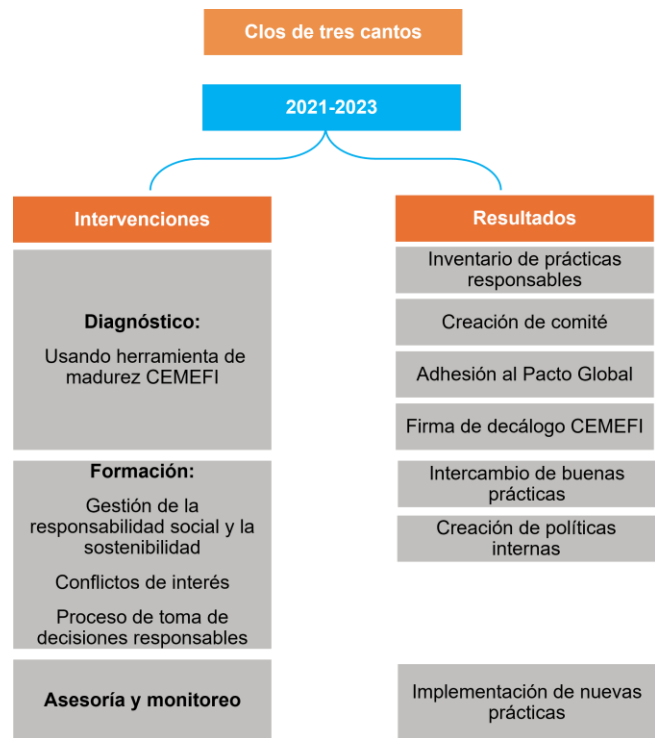 Clos de tres cantos
2021-2023
Intervenciones
Diagnóstico:
Usando herramienta de
madurez CEMEFI
Formación:
Gestión de la
responsabilidad social y la
sostenibilidad
Conflictos de interés
Proceso de toma de
decisiones responsables
Asesoría y monitoreo
Resultados
Inventario de prácticas
responsables
Creación de comité
Adhesión al Pacto Global
Firma de decálogo CEMEFI
Intercambio de buenas
prácticas
Creación de políticas
internas
Implementación de nuevas
prácticas